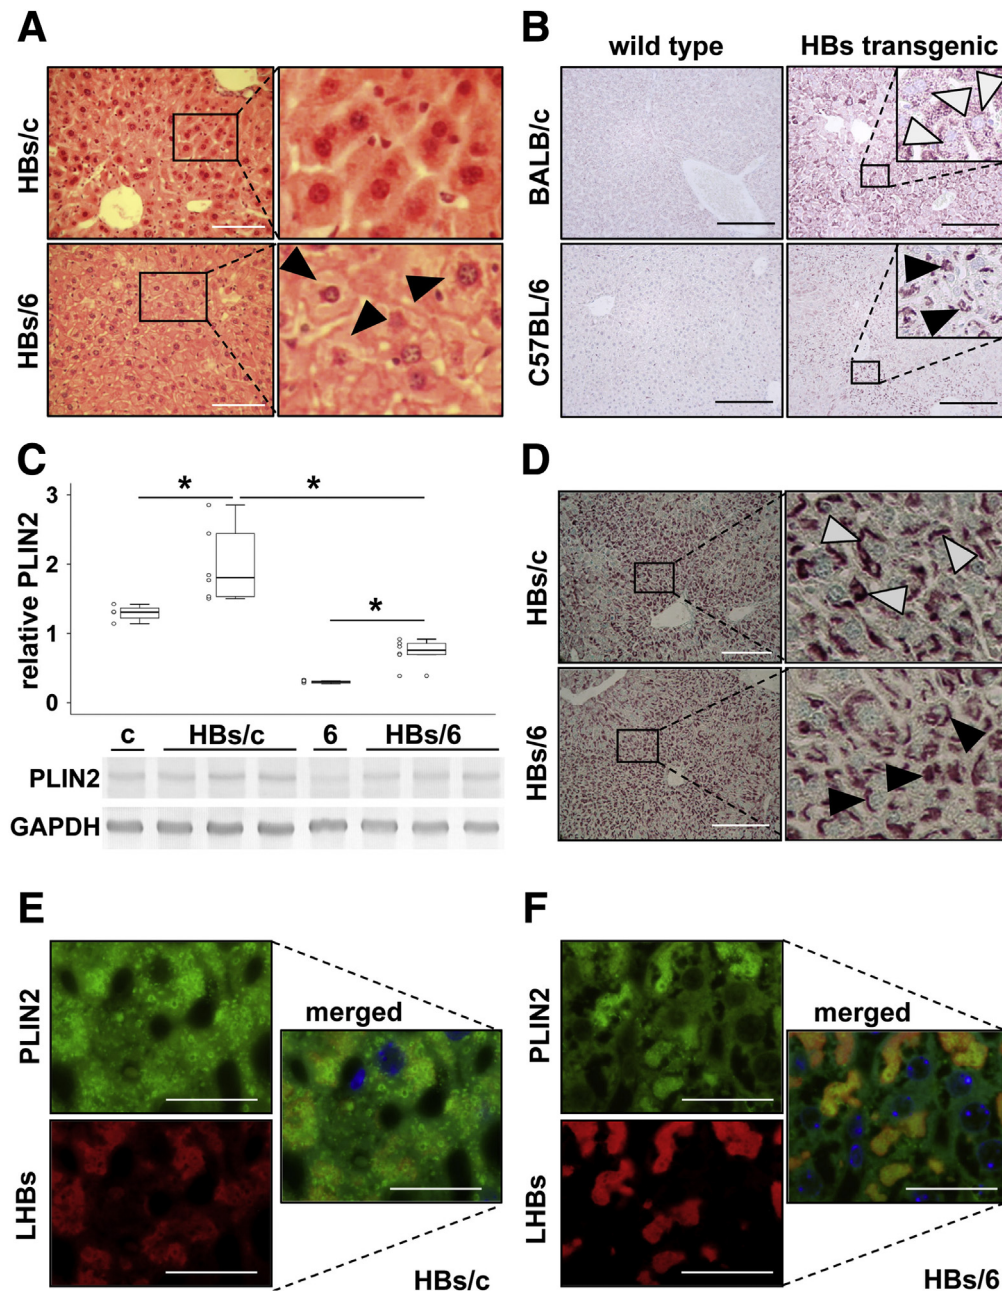 A
HBs/c
HBs/6
B
wild type
HBs transgenic
BALB/c
C57BL/6
C
relative PLIN2
3
2
1
0
*
*
*
c
HBs/c
6
HBs/6
PLIN2
GAPDH
D
HBs/c
HBs/6
E
PLIN2
LHBs
merged
HBs/c
F
PLIN2
LHBs
merged
HBs/6